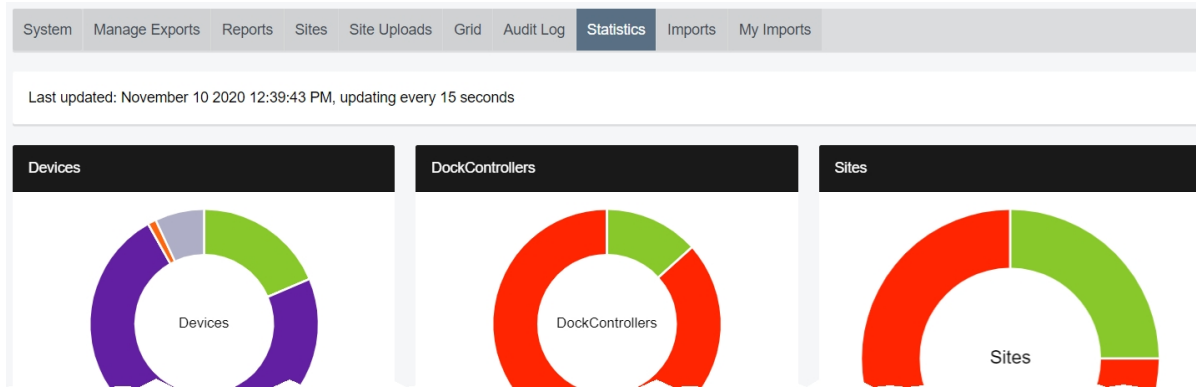 System Manage Exports Reports Sites Site Uploads Grid Audit Log Statistics Imports My Imports
Last updated: November 10 2020 12:39:43 PM, updating every 15 seconds
Devices DockControllers Sites
Devices DockControllers Sites